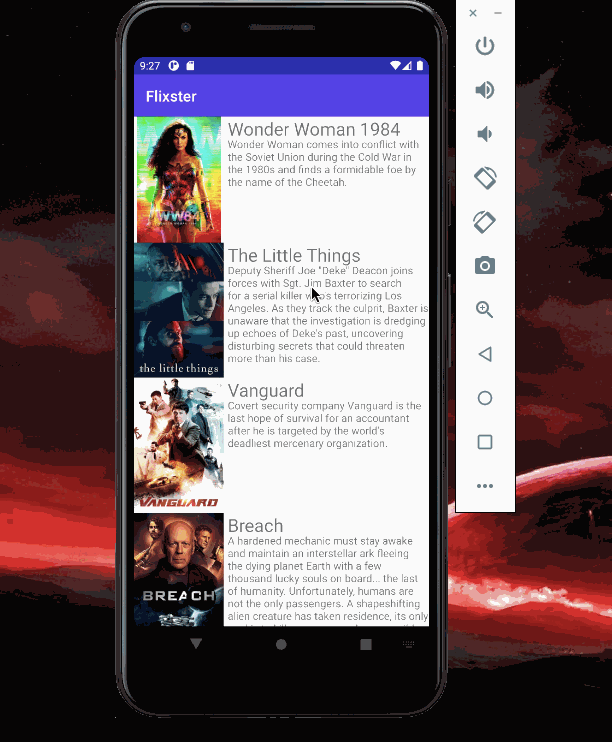 9:27
Flixster
Wonder Woman 1984
Wonder Woman comes into conflict with
the Soviet Union during the Cold War in
the 1980s and finds a formidable foe by
the name of the Cheetah.
WW84
The Little Things
Deputy Sheriff Joe "Deke" Deacon joins
forces with Sgt. Jim Baxter to search
for a serial killer who's terrorizing Los
Angeles. As they track the culprit, Baxter is
unaware that the investigation is dredging
up echoes of Deke's past, uncovering
disturbing secrets that could threaten
more than his case.
the little things
Vanguard
Covert security company Vanguard is the
last hope of survival for an accountant
after he is targeted by the world's
deadliest mercenary organization.
VANGUARD
Breach
A hardened mechanic must stay awake
and maintain an interstellar ark fleeing
the dying planet Earth with a few
thousand lucky souls on board... the last
of humanity. Unfortunately, humans are
not the only passengers. A shapeshifting
alien creature has taken residence, its only
BREACH